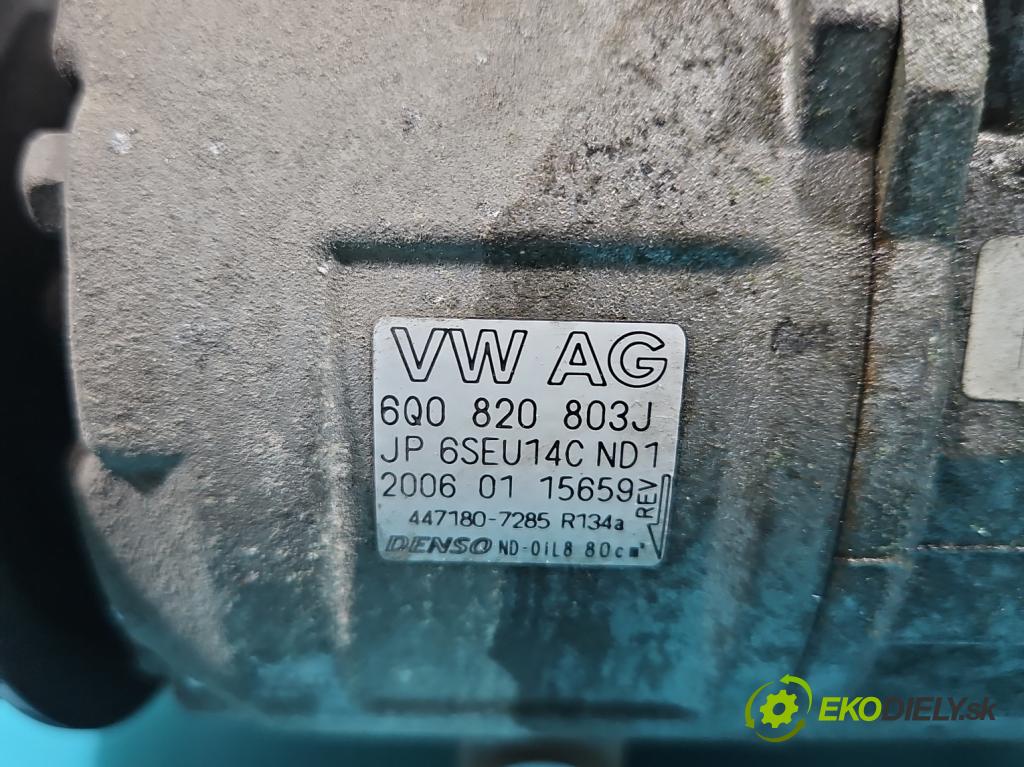 VW AG
6Q0 820 803J
JP 6SEU14C ND1
2006 01 15659
REV
447180-7285 R134a
DENSO ND-OiL8 80cm³
EKODIELY.sk